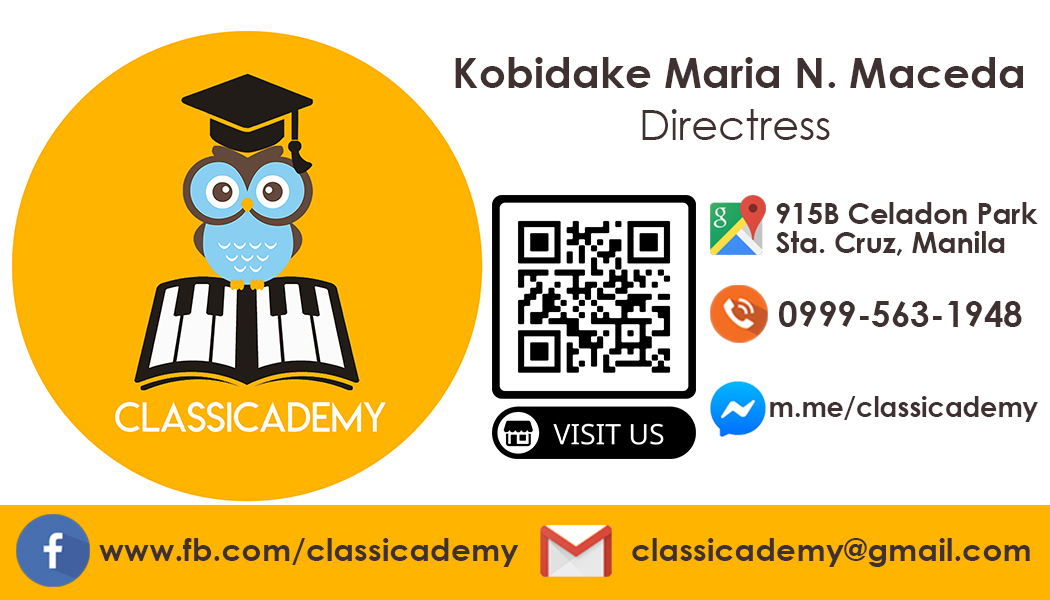 Kobidake Maria N. Maceda
Directress
CLASSICADEMY
915B Celadon Park
Sta. Cruz, Manila
0999-563-1948
m.me/classicademy
VISIT US
www.fb.com/classicademy
classicademy@gmail.com